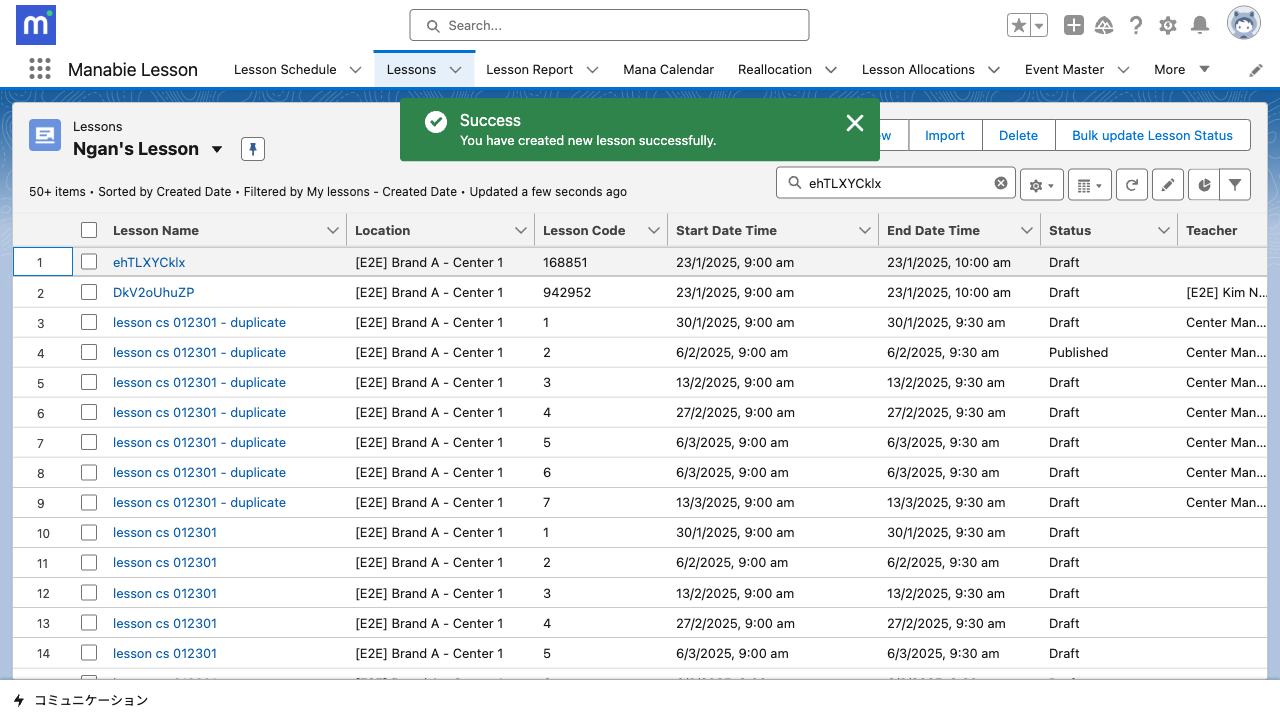 m
Search...
Manabie Lesson
Lesson Schedule
Lessons
Lesson Report
Mana Calendar
Reallocation
Lesson Allocations
Event Master
More
Success
You have created new lesson successfully.
Lessons
Ngan's Lesson
Import
Delete
Bulk update Lesson Status
50+ items • Sorted by Created Date • Filtered by My lessons - Created Date • Updated a few seconds ago
ehTLXYCklx
Lesson Name Location Lesson Code Start Date Time End Date Time Status Teacher
1 ehTLXYCklx [E2E] Brand A - Center 1 168851 23/1/2025, 9:00 am 23/1/2025, 10:00 am Draft
2 DkV2oUhuZP [E2E] Brand A - Center 1 942952 23/1/2025, 9:00 am 23/1/2025, 10:00 am Draft [E2E] Kim N...
3 lesson cs 012301 - duplicate [E2E] Brand A - Center 1 1 30/1/2025, 9:00 am 30/1/2025, 9:30 am Draft Center Man...
4 lesson cs 012301 - duplicate [E2E] Brand A - Center 1 2 6/2/2025, 9:00 am 6/2/2025, 9:30 am Published Center Man...
5 lesson cs 012301 - duplicate [E2E] Brand A - Center 1 3 13/2/2025, 9:00 am 13/2/2025, 9:30 am Draft Center Man...
6 lesson cs 012301 - duplicate [E2E] Brand A - Center 1 4 27/2/2025, 9:00 am 27/2/2025, 9:30 am Draft Center Man...
7 lesson cs 012301 - duplicate [E2E] Brand A - Center 1 5 6/3/2025, 9:00 am 6/3/2025, 9:30 am Draft Center Man...
8 lesson cs 012301 - duplicate [E2E] Brand A - Center 1 6 6/3/2025, 9:00 am 6/3/2025, 9:30 am Draft Center Man...
9 lesson cs 012301 - duplicate [E2E] Brand A - Center 1 7 13/3/2025, 9:00 am 13/3/2025, 9:30 am Draft Center Man...
10 lesson cs 012301 [E2E] Brand A - Center 1 1 30/1/2025, 9:00 am 30/1/2025, 9:30 am Draft
11 lesson cs 012301 [E2E] Brand A - Center 1 2 6/2/2025, 9:00 am 6/2/2025, 9:30 am Draft
12 lesson cs 012301 [E2E] Brand A - Center 1 3 13/2/2025, 9:00 am 13/2/2025, 9:30 am Draft
13 lesson cs 012301 [E2E] Brand A - Center 1 4 27/2/2025, 9:00 am 27/2/2025, 9:30 am Draft
14 lesson cs 012301 [E2E] Brand A - Center 1 5 6/3/2025, 9:00 am 6/3/2025, 9:30 am Draft
コミュニケーション